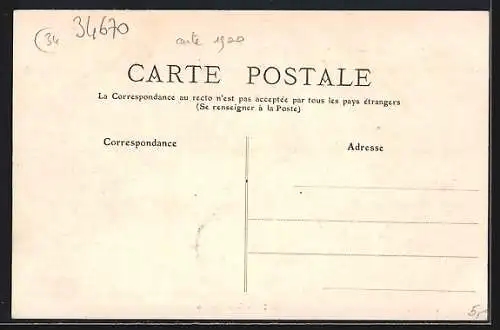 (34 34670
carte 1900
CARTE POSTALE
La Correspondance au recto n'est pas acceptée par tous les pays étrangers
(Se renseigner à la Poste)
Correspondance
Adresse